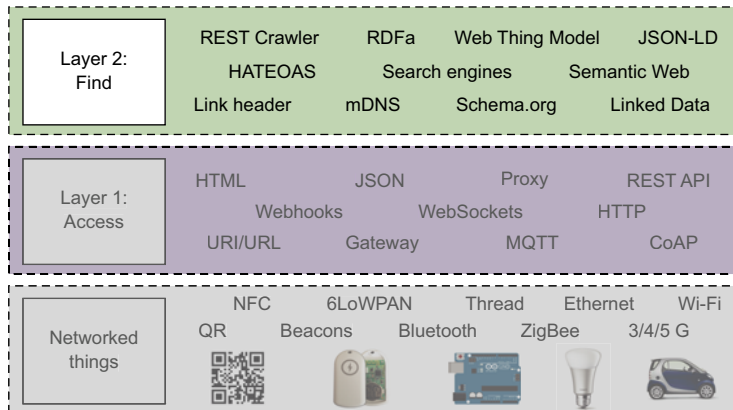 Layer 2:
Find
REST Crawler RDFa Web Thing Model JSON-LD
HATEOAS Search engines Semantic Web
Link header mDNS Schema.org Linked Data
Layer 1:
Access
HTML JSON Proxy REST API
Webhooks WebSockets HTTP
URI/URL Gateway MQTT CoAP
Networked
things
NFC 6LoWPAN Thread Ethernet Wi-Fi
QR Beacons Bluetooth ZigBee 3/4/5 G